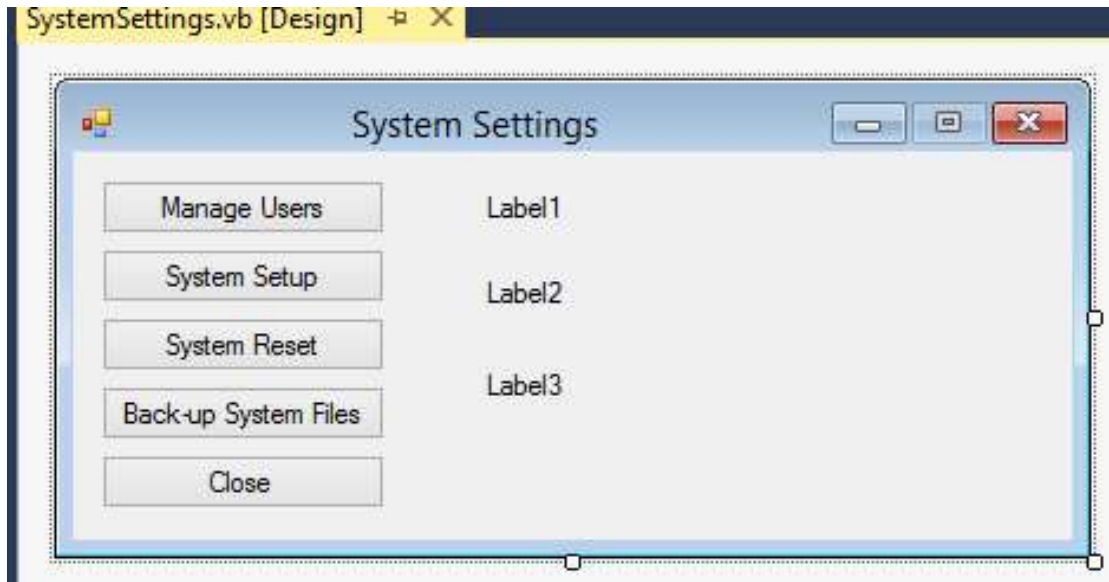 SystemSettings.vb [Design]
System Settings
Manage Users
Label1
System Setup
Label2
System Reset
Label3
Back-up System Files
Close